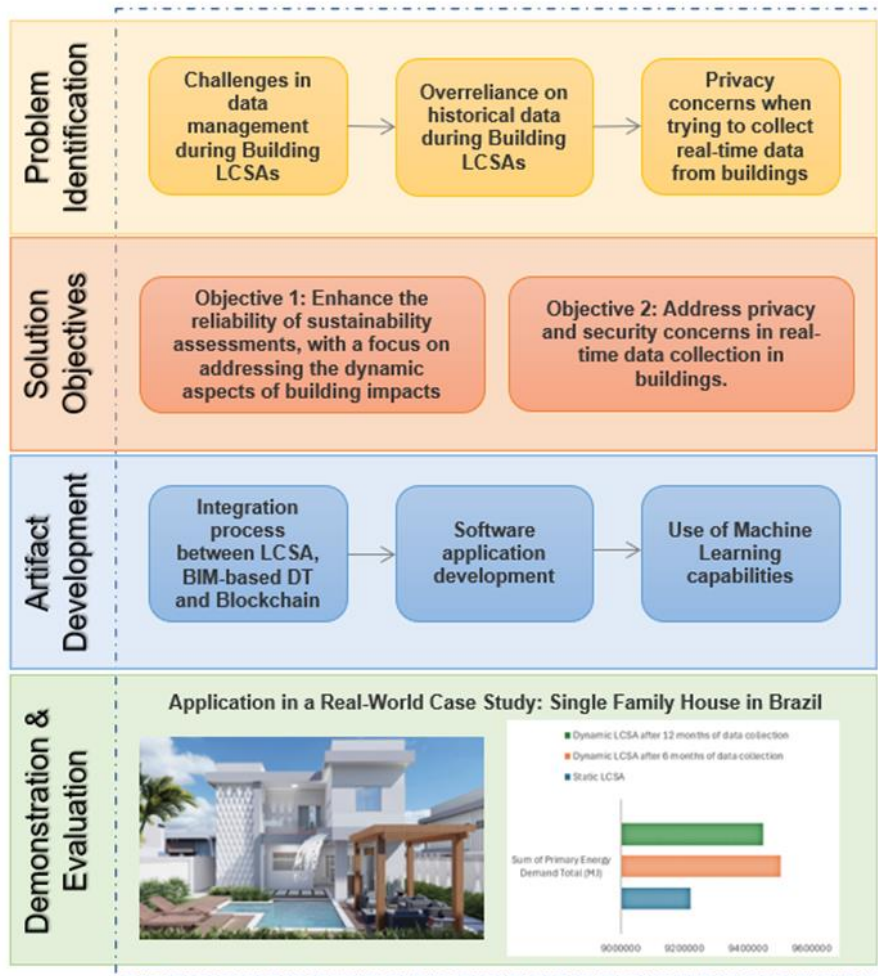 Problem
Identification
Challenges in
data
management
during Building
LCSAs
Overreliance on
historical data
during Building
LCSAs
Privacy
concerns when
trying to collect
real-time data
from buildings
Solution
Objectives
Objective 1: Enhance the
reliability of sustainability
assessments, with a focus on
addressing the dynamic
aspects of building impacts
Objective 2: Address privacy
and security concerns in real-
time data collection in
buildings.
Artifact
Development
Integration
process
between LCSA,
BIM-based DT
and Blockchain
Software
application
development
Use of Machine
Learning
capabilities
Demonstration &
Evaluation
Application in a Real-World Case Study: Single Family House in Brazil
Dynamic LCSA after 12 months of data collection
Dynamic LCSA after 6 months of data collection
Static LCSA
Sum of Primary Energy
Demand Total (MJ)
9000000 9200000 9400000 9600000